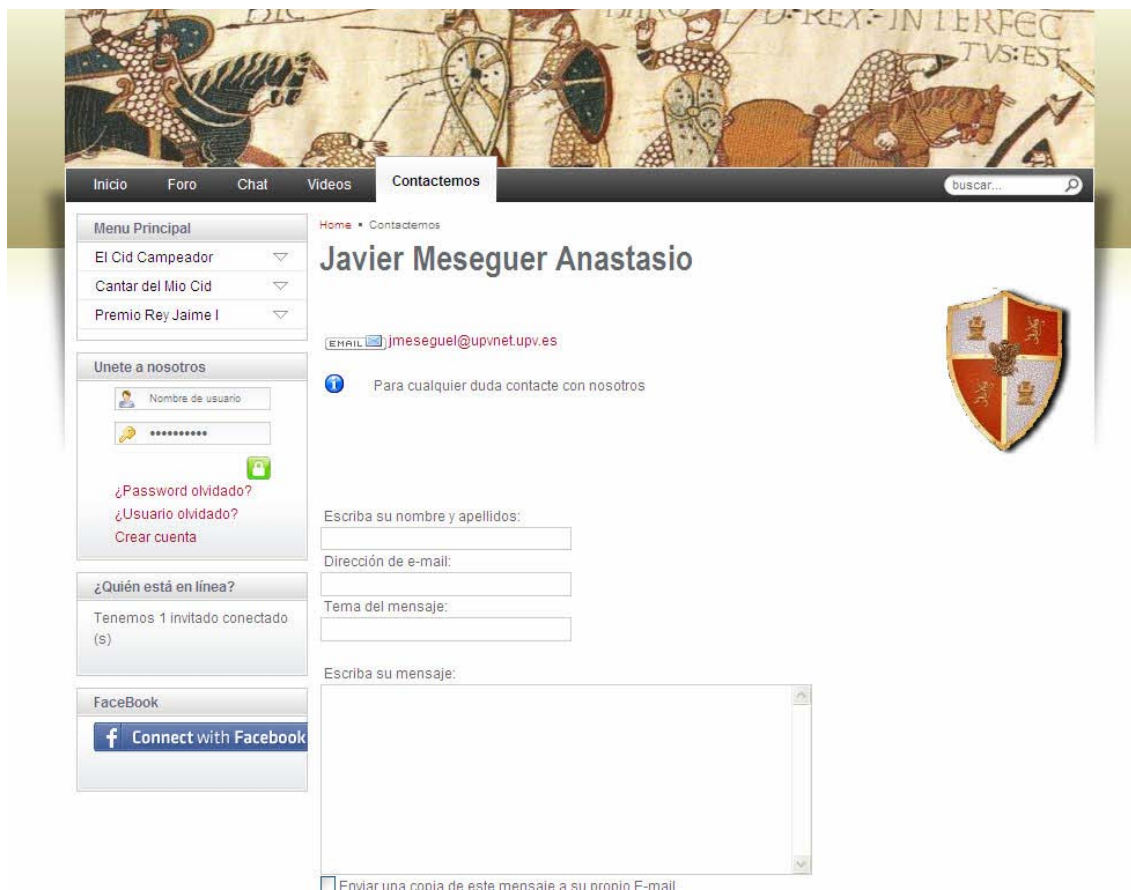 HIC
HAROL D:-REX:-INTERFEC
TVS:EST
Inicio Foro Chat Videos Contactemos
buscar...
Menu Principal
El Cid Campeador
Cantar del Mio Cid
Premio Rey Jaime I
Unete a nosotros
Nombre de usuario
••••••••••
¿Password olvidado?
¿Usuario olvidado?
Crear cuenta
¿Quién está en línea?
Tenemos 1 invitado conectado
(s)
FaceBook
f Connect with Facebook
Home • Contactemos
Javier Meseguer Anastasio
EMAIL jmeseguel@upvnet.upv.es
Para cualquier duda contacte con nosotros
Escriba su nombre y apellidos:
Dirección de e-mail:
Tema del mensaje:
Escriba su mensaje:
Enviar una copia de este mensaje a su propio E-mail